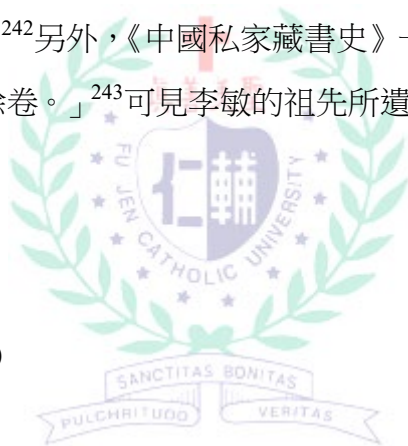 242另外，《中國私家藏書史》
餘卷。」243可見李敏的祖先所遺
輔仁
FU JEN CATHOLIC UNIVERSITY
)
SANCTITAS BONITAS
PULCHRITUDO VERITAS